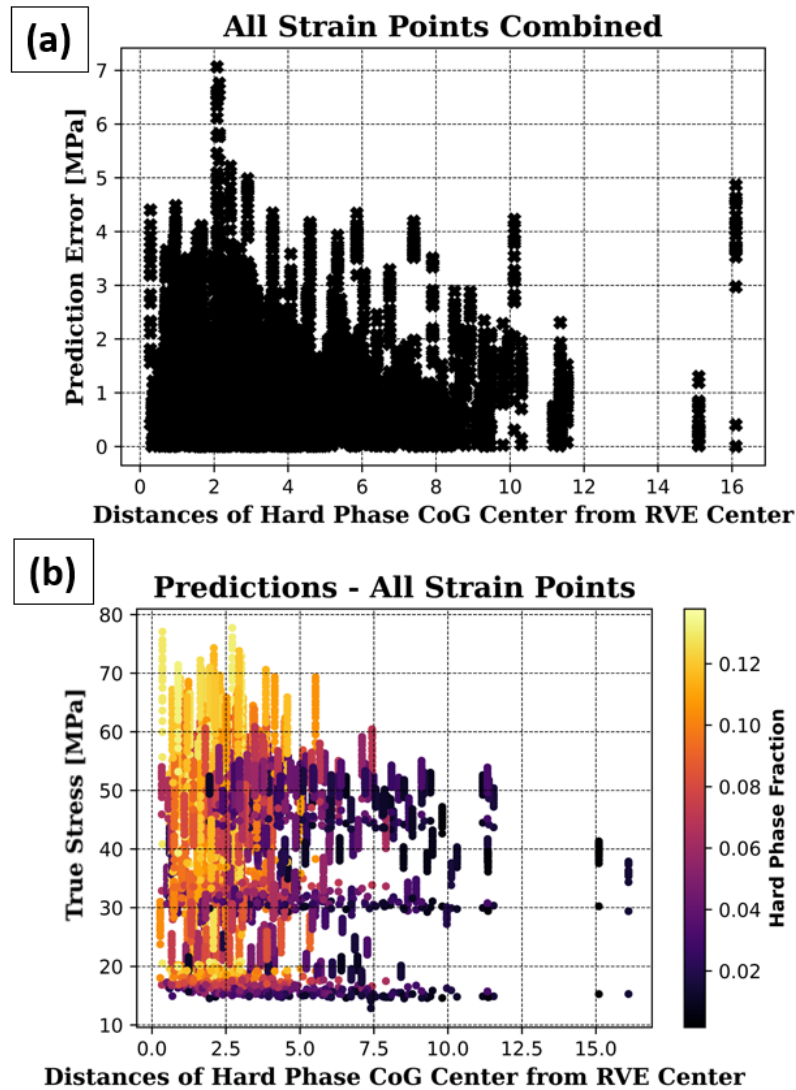 (a)
All Strain Points Combined
7
6
5
4
3
2
1
0
Prediction Error [MPa]
0 2 4 6 8 10 12 14 16
Distances of Hard Phase CoG Center from RVE Center
(b)
Predictions - All Strain Points
80
70
60
50
40
30
20
10
True Stress [MPa]
0.0 2.5 5.0 7.5 10.0 12.5 15.0
Distances of Hard Phase CoG Center from RVE Center
0.12
0.10
0.08
0.06
0.04
0.02
Hard Phase Fraction